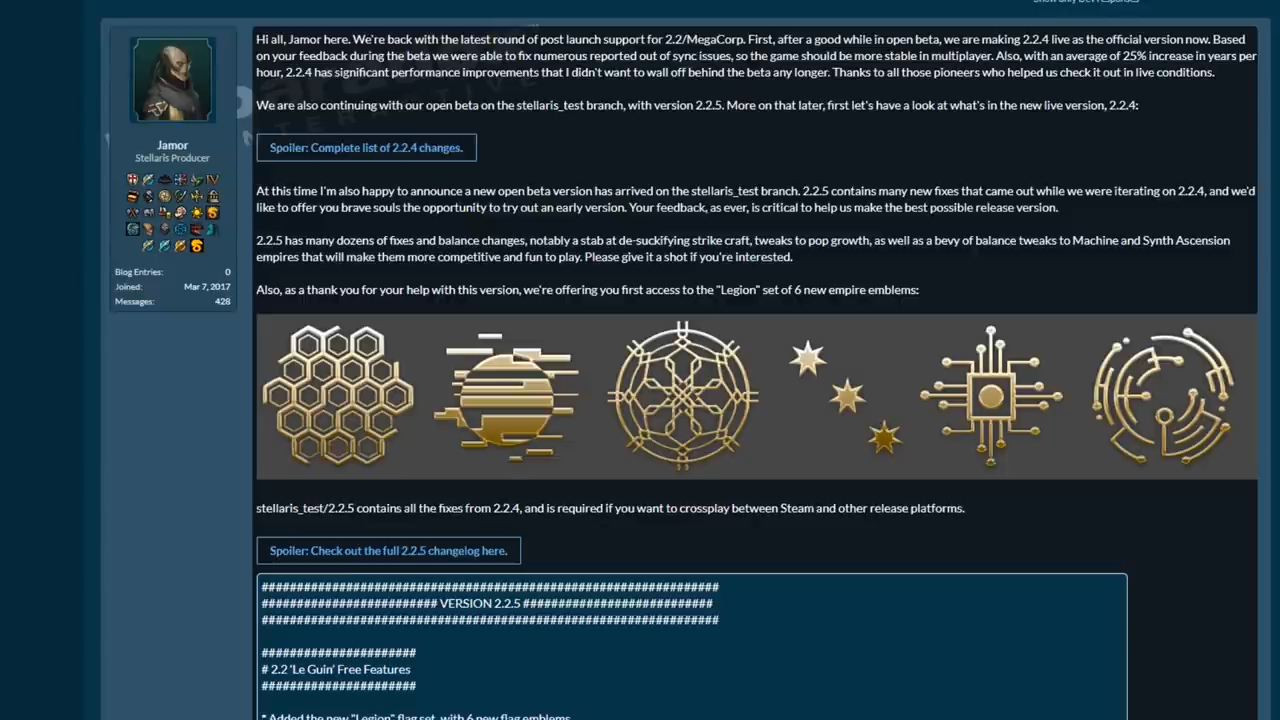 Show Only Dev Responses
Hi all, Jamor here. We're back with the latest round of post launch support for 2.2/MegaCorp. First, after a good while in open beta, we are making 2.2.4 live as the official version now. Based
on your feedback during the beta we were able to fix numerous reported out of sync issues, so the game should be more stable in multiplayer. Also, with an average of 25% increase in years per
hour, 2.2.4 has significant performance improvements that I didn't want to wall off behind the beta any longer. Thanks to all those pioneers who helped us check it out in live conditions.
We are also continuing with our open beta on the stellaris_test branch, with version 2.2.5. More on that later, first let's have a look at what's in the new live version, 2.2.4:
Jamor
Stellaris Producer
Spoiler: Complete list of 2.2.4 changes.
At this time I'm also happy to announce a new open beta version has arrived on the stellaris_test branch. 2.2.5 contains many new fixes that came out while we were iterating on 2.2.4, and we'd
like to offer you brave souls the opportunity to try out an early version. Your feedback, as ever, is critical to help us make the best possible release version.
2.2.5 has many dozens of fixes and balance changes, notably a stab at de-suckifying strike craft, tweaks to pop growth, as well as a bevy of balance tweaks to Machine and Synth Ascension
empires that will make them more competitive and fun to play. Please give it a shot if you're interested.
Blog Entries: 0
Joined: Mar 7, 2017
Messages: 428
Also, as a thank you for your help with this version, we're offering you first access to the "Legion" set of 6 new empire emblems:
stellaris_test/2.2.5 contains all the fixes from 2.2.4, and is required if you want to crossplay between Steam and other release platforms.
Spoiler: Check out the full 2.2.5 changelog here.
#################################################################
######################### VERSION 2.2.5 ###########################
#################################################################
######################
# 2.2 'Le Guin' Free Features
######################
* Added the new "Legion" flag set, with 6 new flag emblems